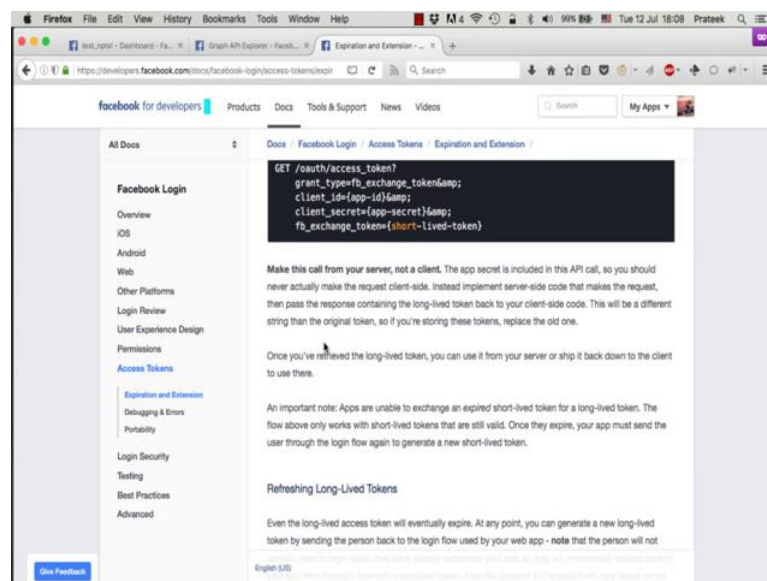 Firefox File Edit View History Bookmarks Tools Window Help 4 99% Tue 12 Jul 18:08 Prateek
test_nptel - Dashboard - Fa... × Graph API Explorer - Faceb... × Expiration and Extension - ... × +
https://developers.facebook.com/docs/facebook-login/access-tokens/expir Search
facebook for developers Products Docs Tools & Support News Videos Search My Apps
All Docs Docs / Facebook Login / Access Tokens / Expiration and Extension /
GET /oauth/access_token?
grant_type=fb_exchange_token&amp;
client_id={app-id}&amp;
client_secret={app-secret}&amp;
fb_exchange_token={short-lived-token}
Facebook Login
Overview
iOS
Android
Web
Other Platforms
Login Review
User Experience Design
Permissions
Access Tokens
Expiration and Extension
Debugging & Errors
Portability
Login Security
Testing
Best Practices
Advanced
Make this call from your server, not a client. The app secret is included in this API call, so you should
never actually make the request client-side. Instead implement server-side code that makes the request,
then pass the response containing the long-lived token back to your client-side code. This will be a different
string than the original token, so if you're storing these tokens, replace the old one.
Once you've retrieved the long-lived token, you can use it from your server or ship it back down to the client
to use there.
An important note: Apps are unable to exchange an expired short-lived token for a long-lived token. The
flow above only works with short-lived tokens that are still valid. Once they expire, your app must send the
user through the login flow again to generate a new short-lived token.
Refreshing Long-Lived Tokens
Even the long-lived access token will eventually expire. At any point, you can generate a new long-lived
token by sending the person back to the login flow used by your web app - note that the person will not
Give Feedback
English (US)